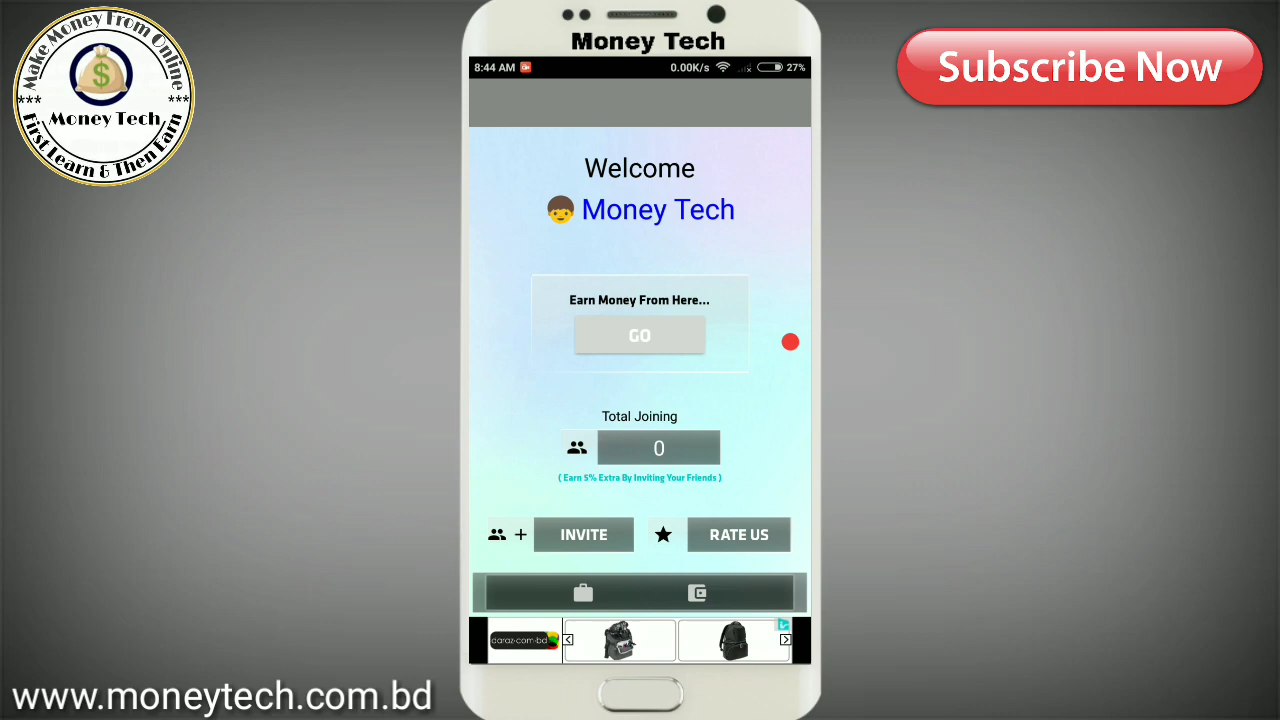 Make Money From Online
$
*** ***
Money Tech
First Learn & Then Earn
Money Tech
Subscribe Now
8:44 AM 0.00K/s 27%
Welcome
Money Tech
Earn Money From Here...
GO
Total Joining
0
( Earn 5% Extra By Inviting Your Friends )
+ INVITE RATE US
daraz.com.bd
www.moneytech.com.bd